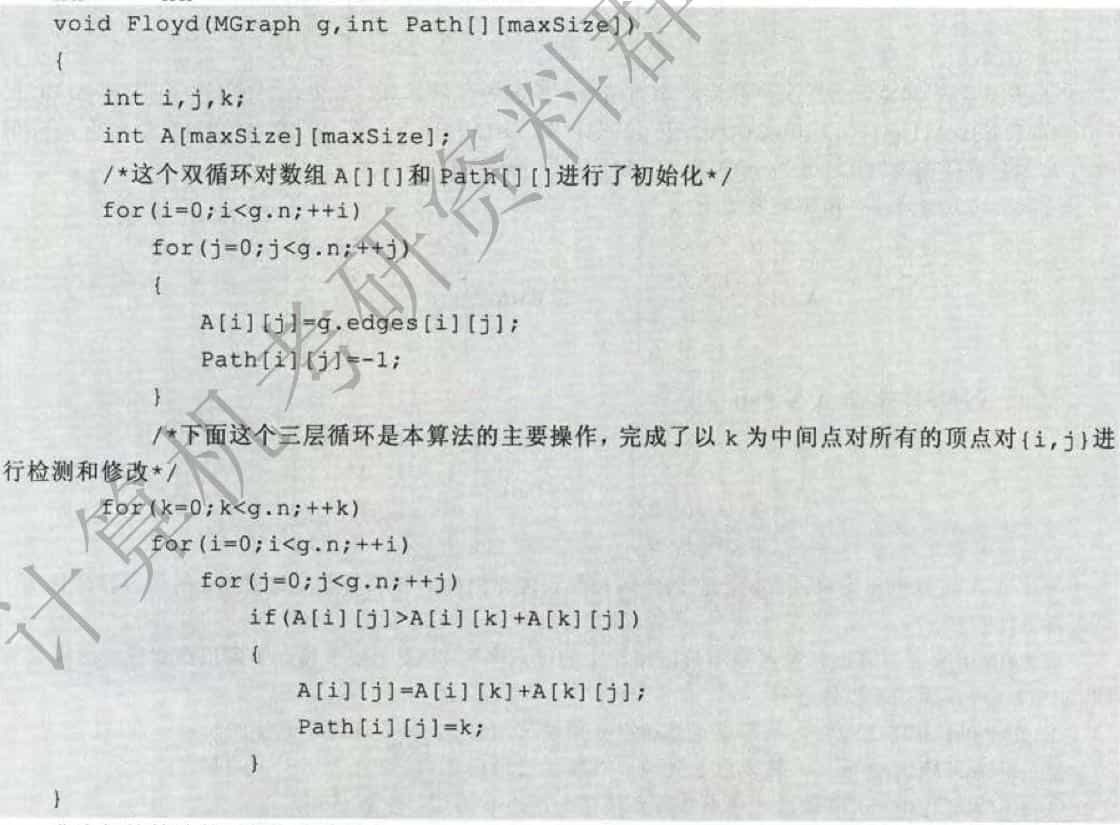 void Floyd(MGraph g,int Path[][maxSize])
{
int i,j,k;
int A[maxSize][maxSize];
/*这个双循环对数组 A[][]和 Path[][]进行了初始化*/
for(i=0;i<g.n;++i)
for(j=0;j<g.n;++j)
{
A[i][j]=g.edges[i][j];
Path[i][j]=-1;
}
/*下面这个三层循环是本算法的主要操作，完成了以 k 为中间点对所有的顶点对{i,j}进
行检测和修改*/
for(k=0;k<g.n;++k)
for(i=0;i<g.n;++i)
for(j=0;j<g.n;++j)
if(A[i][j]>A[i][k]+A[k][j])
{
A[i][j]=A[i][k]+A[k][j];
Path[i][j]=k;
}
}
计算机考研资料群